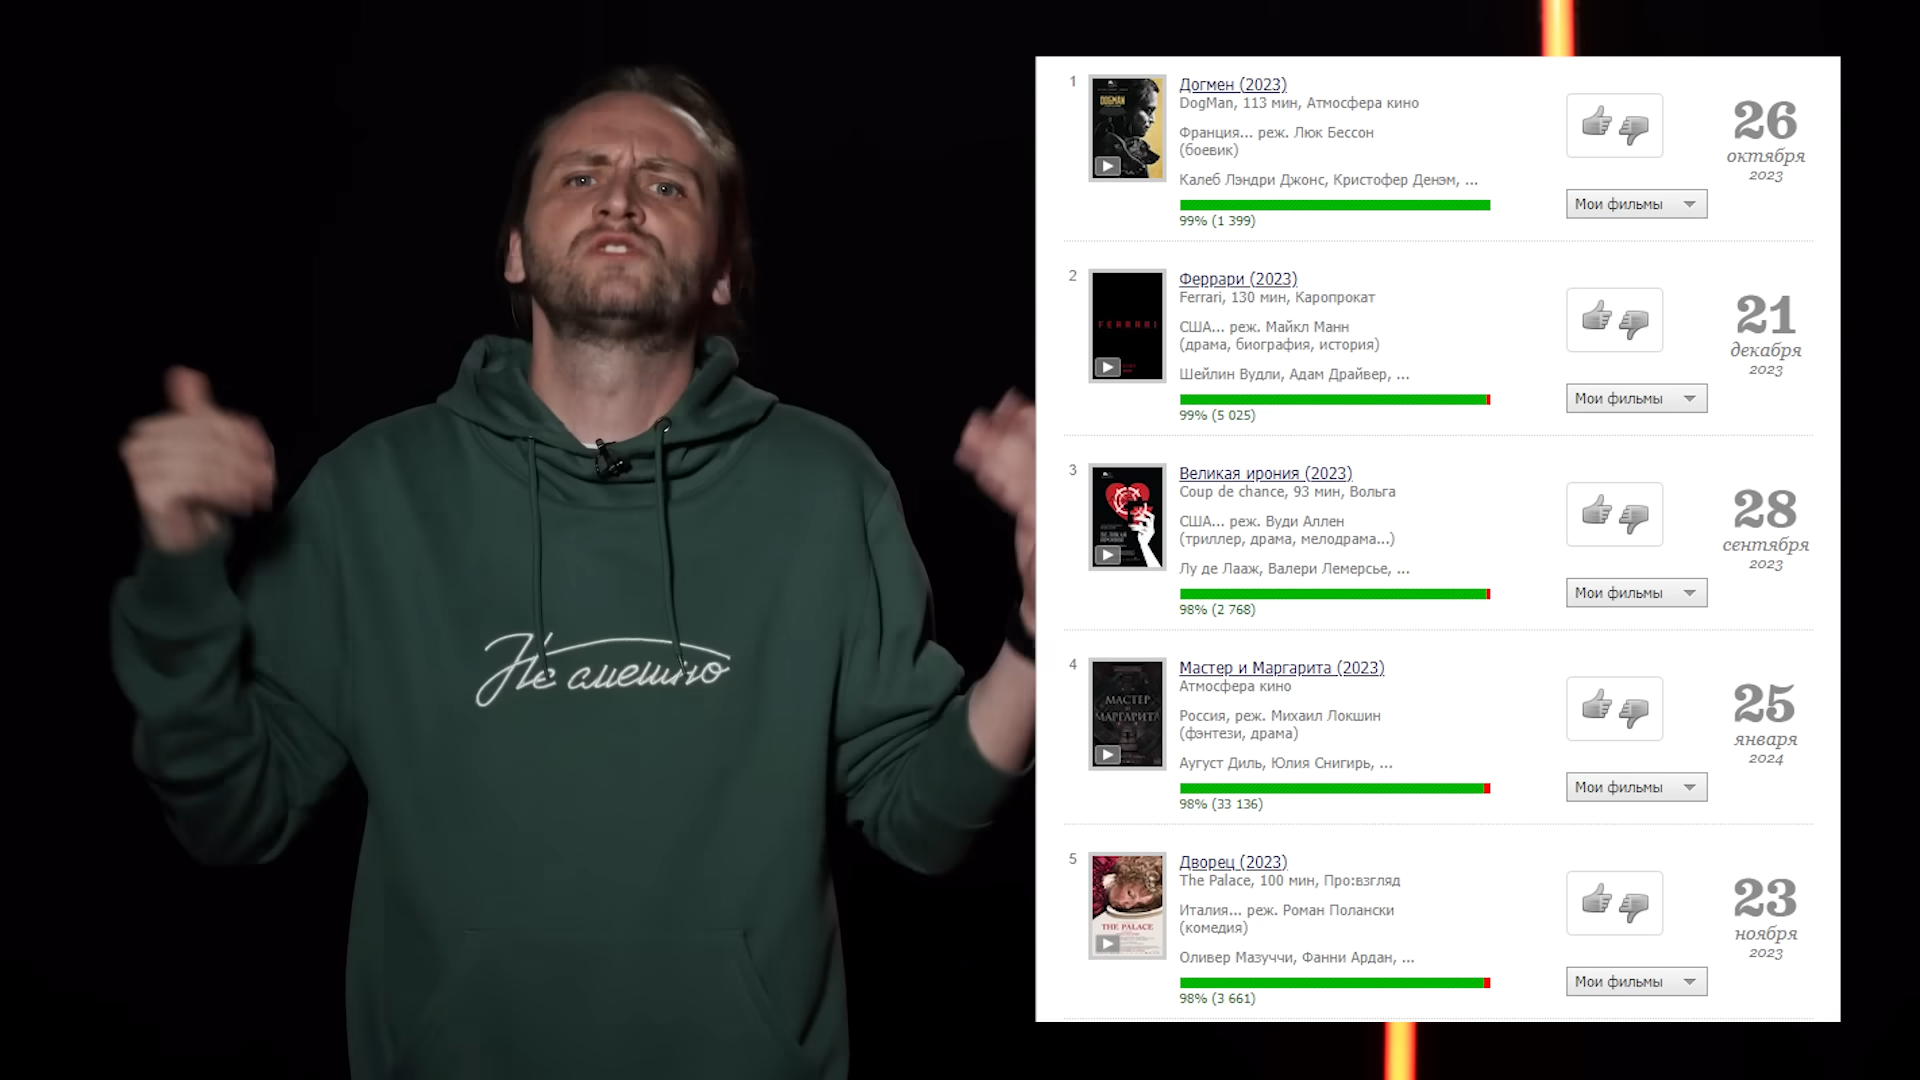 Не смешно
1
DOGMAN
Догмен (2023)
DogMan, 113 мин, Атмосфера кино
Франция... реж. Люк Бессон
(боевик)
Калеб Лэндри Джонс, Кристофер Денэм, ...
99% (1 399)
Мои фильмы
26
октября
2023
2
FERRARI
Феррари (2023)
Ferrari, 130 мин, Каропрокат
США... реж. Майкл Манн
(драма, биография, история)
Шейлин Вудли, Адам Драйвер, ...
99% (5 025)
Мои фильмы
21
декабря
2023
3
Великая ирония (2023)
Coup de chance, 93 мин, Вольга
США... реж. Вуди Аллен
(триллер, драма, мелодрама...)
Лу де Лааж, Валери Лемерсье, ...
98% (2 768)
Мои фильмы
28
сентября
2023
4
МАСТЕР
И
МАРГАРИТА
Мастер и Маргарита (2023)
Атмосфера кино
Россия, реж. Михаил Локшин
(фэнтези, драма)
Аугуст Диль, Юлия Снигирь, ...
98% (33 136)
Мои фильмы
25
января
2024
5
THE PALACE
Дворец (2023)
The Palace, 100 мин, Про:взгляд
Италия... реж. Роман Полански
(комедия)
Оливер Мазуччи, Фанни Ардан, ...
98% (3 661)
Мои фильмы
23
ноября
2023